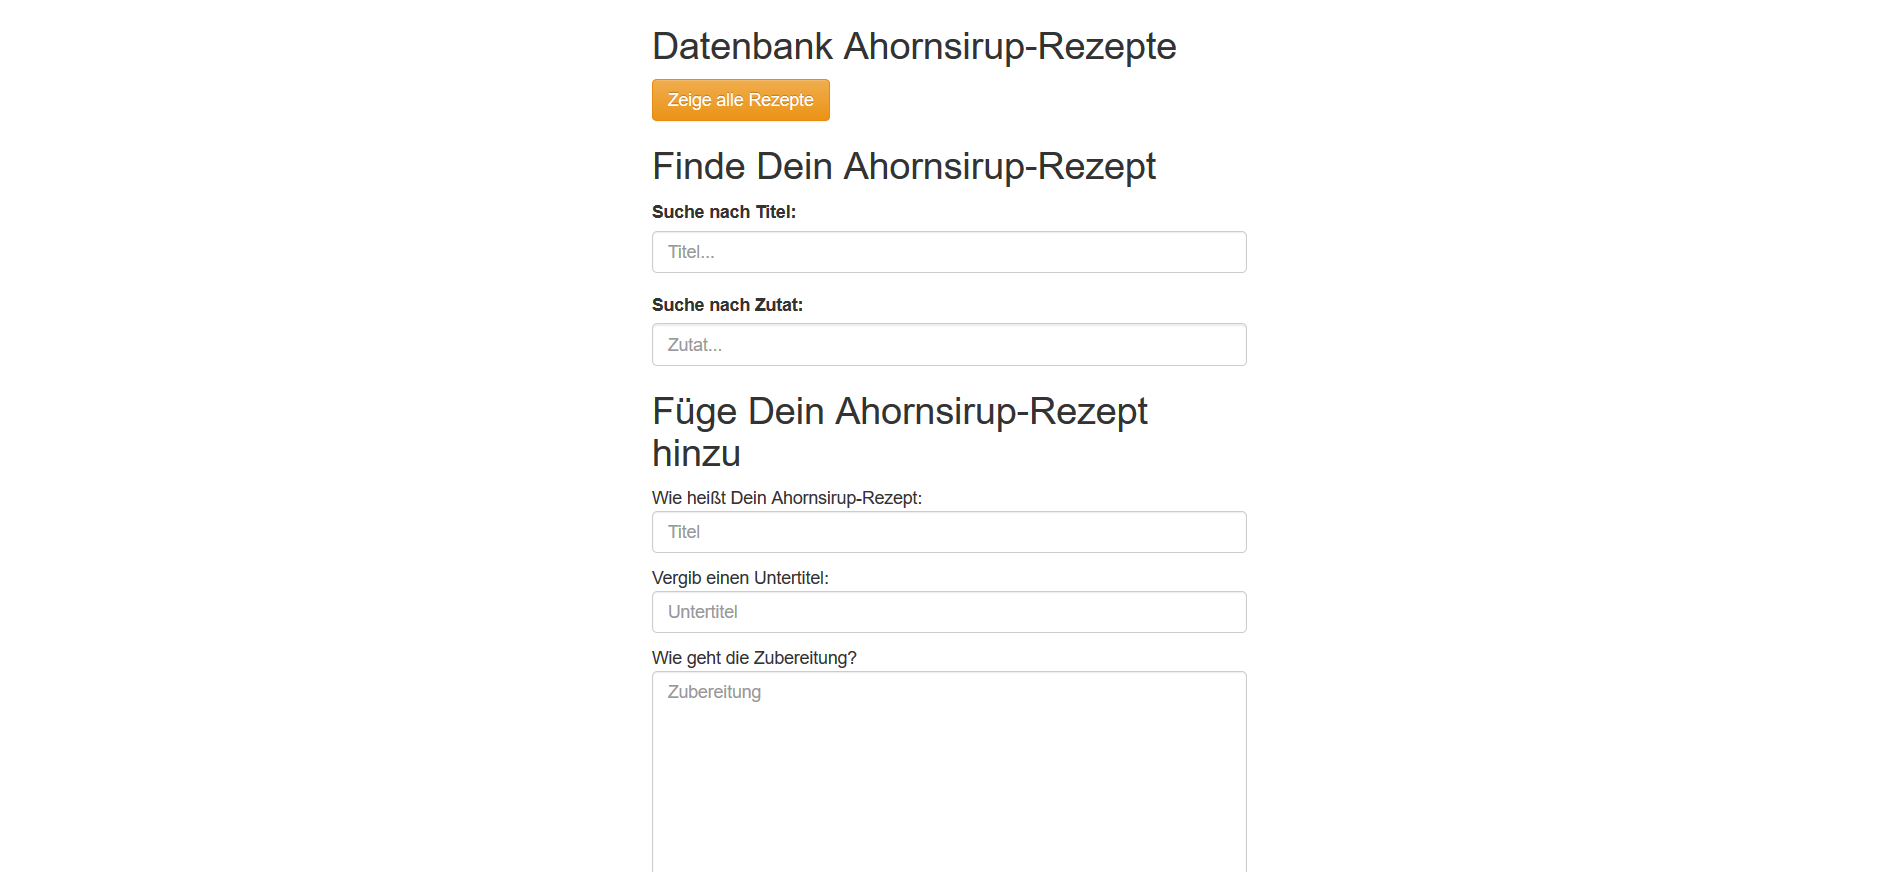 Datenbank Ahornsirup-Rezepte
Zeige alle Rezepte
Finde Dein Ahornsirup-Rezept
Suche nach Titel:
Titel...
Suche nach Zutat:
Zutat...
Füge Dein Ahornsirup-Rezept
hinzu
Wie heißt Dein Ahornsirup-Rezept:
Titel
Vergib einen Untertitel:
Untertitel
Wie geht die Zubereitung?
Zubereitung